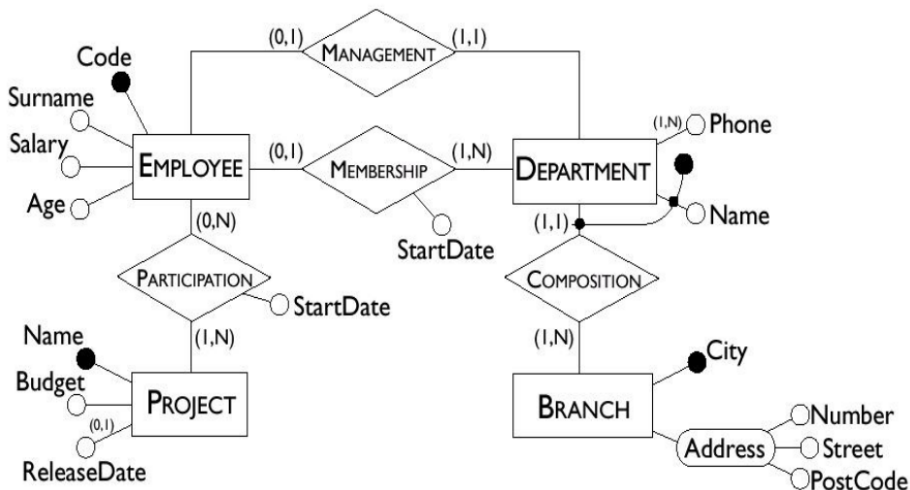 (0,1)
MANAGEMENT
(1,1)
Code
Surname
Salary
Age
EMPLOYEE
(0,1)
MEMBERSHIP
(1,N)
StartDate
DEPARTMENT
(1,N)
Phone
Name
(0,N)
PARTICIPATION
StartDate
(1,N)
(1,1)
COMPOSITION
(1,N)
Name
Budget
(0,1)
ReleaseDate
PROJECT
BRANCH
City
Address
Number
Street
PostCode